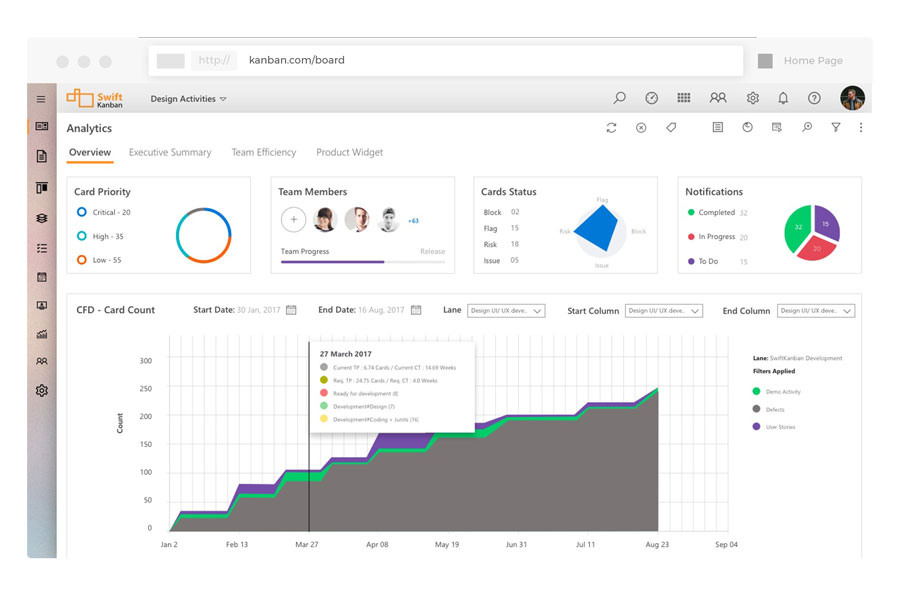 http:// kanban.com/board Home Page
Swift
Kanban
Design Activities
Analytics
Overview Executive Summary Team Efficiency Product Widget
Card Priority
Critical - 20
High - 35
Low - 55
Team Members
+
+63
Team Progress Release
Cards Status
Block 02
Flag 15
Risk 18
Issue 05
Flag
Risk Block
Issue
Notifications
Completed 32
In Progress 20
To Do 15
32 15
20
CFD - Card Count Start Date: 30 Jan, 2017 End Date: 16 Aug, 2017 Lane Design UI/ UX deve.. Start Column Design UI/ UX deve.. End Column Design UI/ UX deve..
27 March 2017
Current TP : 6.74 Cards / Current CT : 14.69 Weeks
Req. TP : 24.75 Cards / Req. CT : 4.0 Weeks
Ready for development (8)
Development#Design (7)
Development#Coding > Junits (16)
Count
300
250
200
150
100
50
0
Jan 2 Feb 13 Mar 27 Apr 08 May 19 Jun 31 Jul 11 Aug 23 Sep 04
Lane: SwiftKanban Development
Filters Applied
Demo Activity
Defects
User Stories